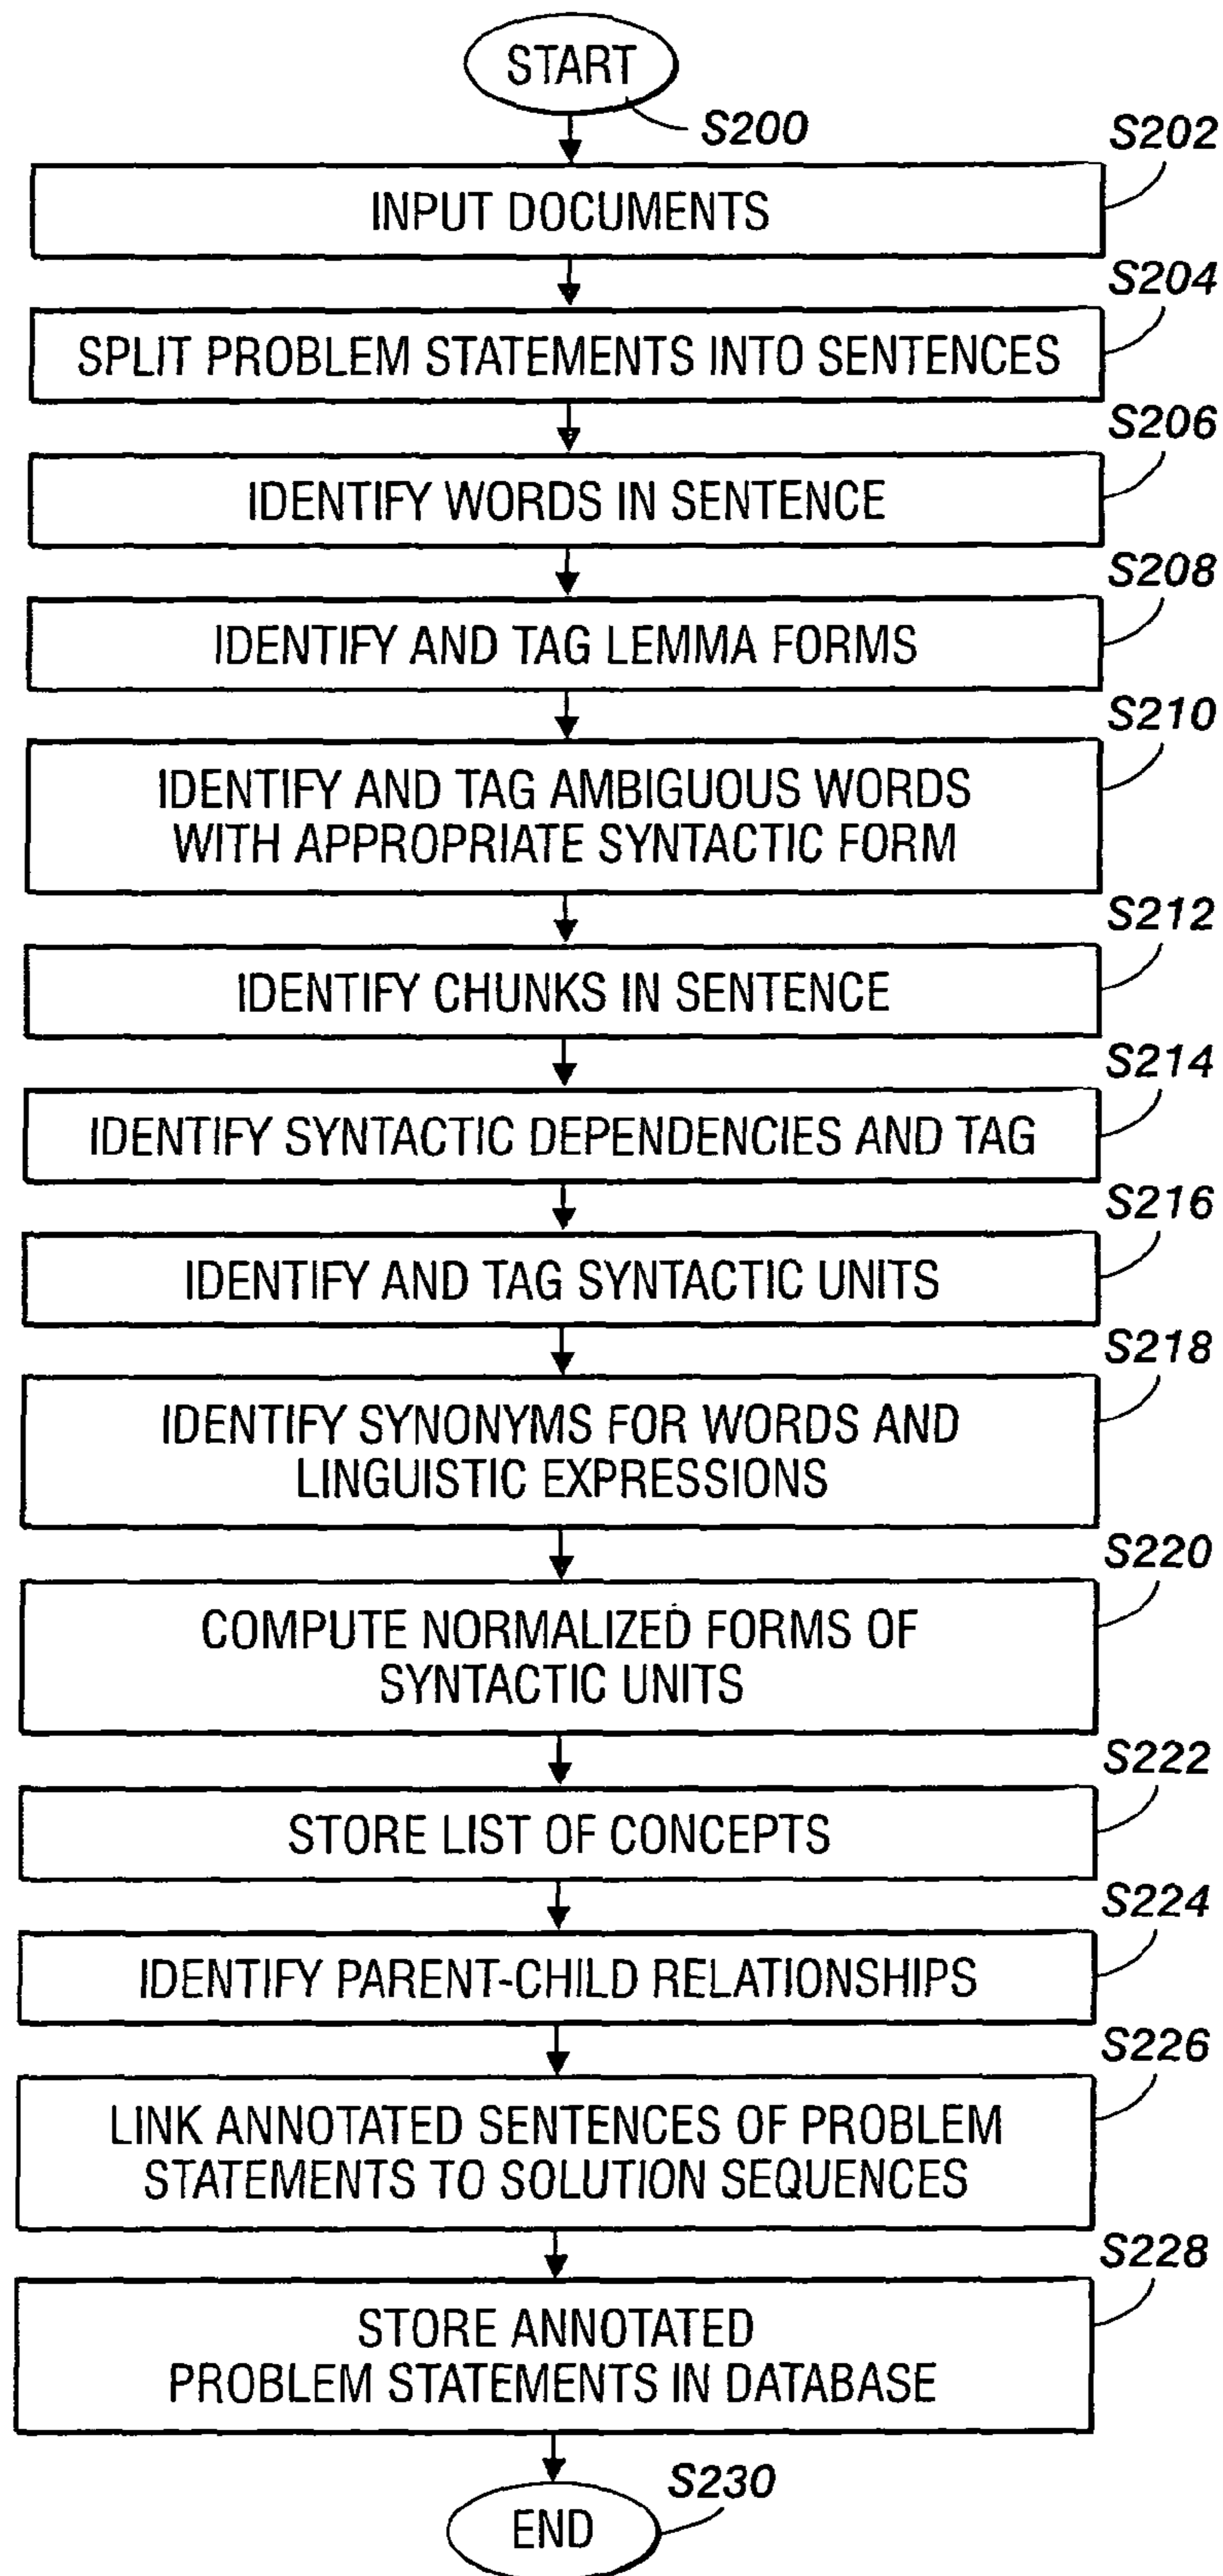 START
S200
S202
INPUT DOCUMENTS
S204
SPLIT PROBLEM STATEMENTS INTO SENTENCES
S206
IDENTIFY WORDS IN SENTENCE
S208
IDENTIFY AND TAG LEMMA FORMS
S210
IDENTIFY AND TAG AMBIGUOUS WORDS
WITH APPROPRIATE SYNTACTIC FORM
S212
IDENTIFY CHUNKS IN SENTENCE
S214
IDENTIFY SYNTACTIC DEPENDENCIES AND TAG
S216
IDENTIFY AND TAG SYNTACTIC UNITS
S218
IDENTIFY SYNONYMS FOR WORDS AND
LINGUISTIC EXPRESSIONS
S220
COMPUTE NORMALIZED FORMS OF
SYNTACTIC UNITS
S222
STORE LIST OF CONCEPTS
S224
IDENTIFY PARENT-CHILD RELATIONSHIPS
S226
LINK ANNOTATED SENTENCES OF PROBLEM
STATEMENTS TO SOLUTION SEQUENCES
S228
STORE ANNOTATED
PROBLEM STATEMENTS IN DATABASE
S230
END